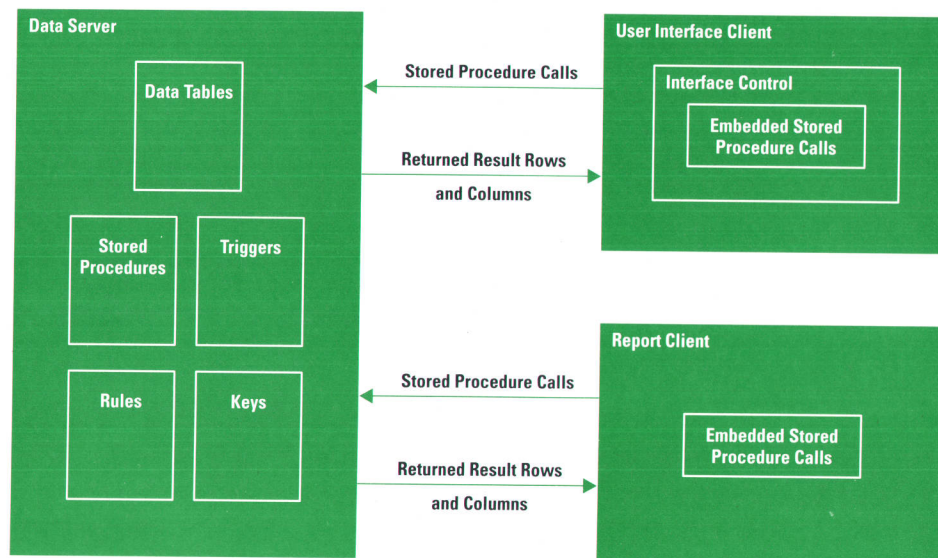 Data Server
Data Tables
Stored
Procedures
Triggers
Rules
Keys
Stored Procedure Calls
Returned Result Rows
and Columns
User Interface Client
Interface Control
Embedded Stored
Procedure Calls
Stored Procedure Calls
Returned Result Rows
and Columns
Report Client
Embedded Stored
Procedure Calls